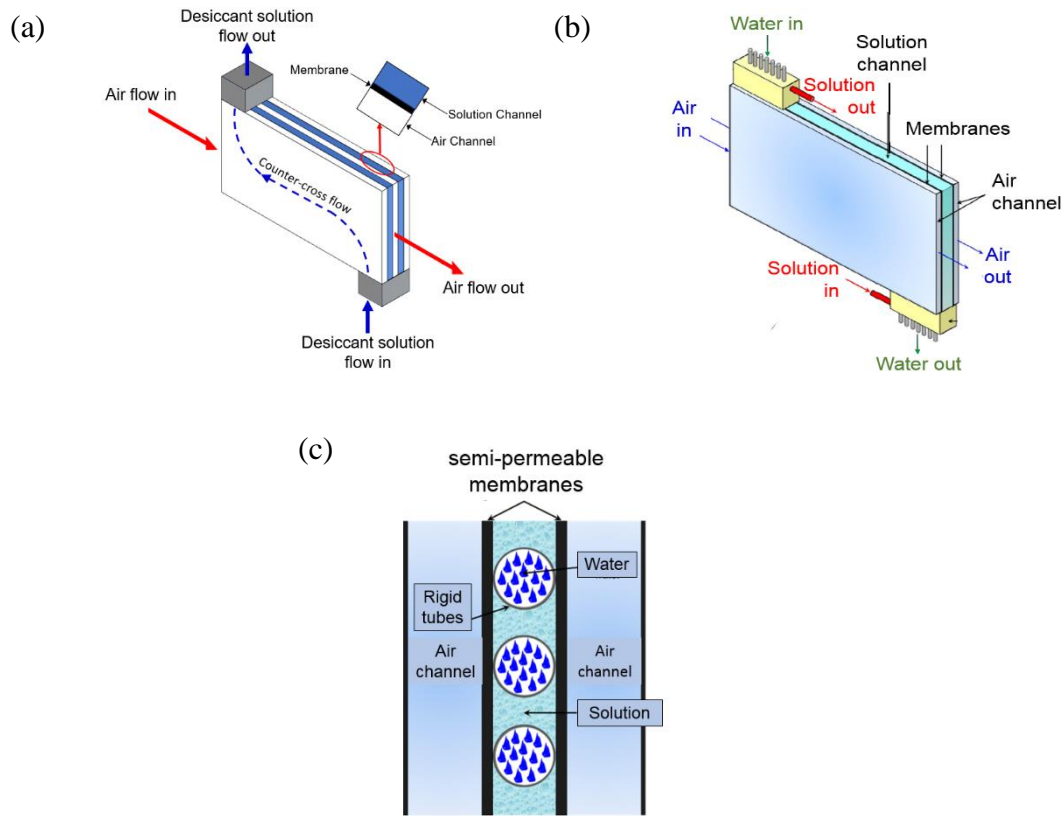 (a)
Desiccant solution
flow out
Air flow in
Membrane
Solution Channel
Air Channel
Counter-cross flow
Air flow out
Desiccant solution
flow in
(b)
Water in
Solution
channel
Solution
out
Air
in
Membranes
Air
channel
Air
out
Solution
in
Water out
(c)
semi-permeable
membranes
Water
Rigid
tubes
Air
channel
Air
channel
Solution